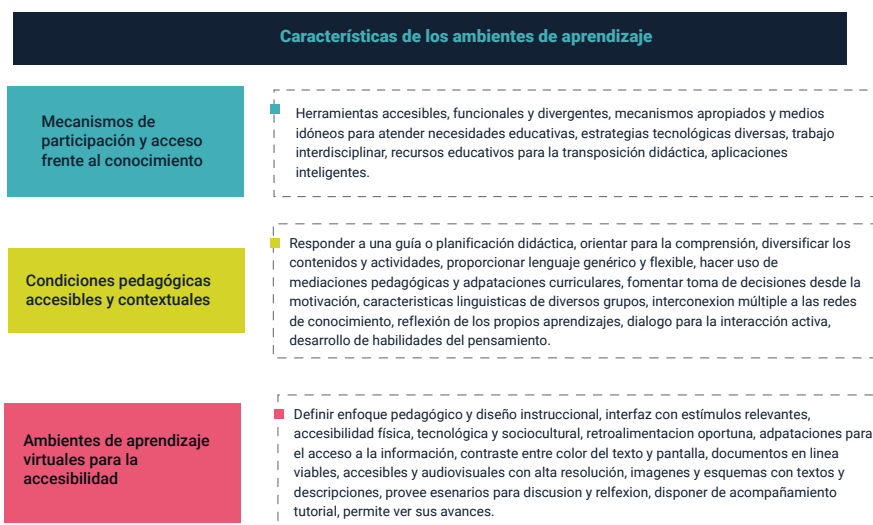 Características de los ambientes de aprendizaje
Mecanismos de
participación y acceso
frente al conocimiento
Herramientas accesibles, funcionales y divergentes, mecanismos apropiados y medios
idóneos para atender necesidades educativas, estrategias tecnológicas diversas, trabajo
interdisciplinar, recursos educativos para la transposición didáctica, aplicaciones
inteligentes.
Condiciones pedagógicas
accesibles y contextuales
Responder a una guía o planificación didáctica, orientar para la comprensión, diversificar los
contenidos y actividades, proporcionar lenguaje genérico y flexible, hacer uso de
mediaciones pedagógicas y adpataciones curriculares, fomentar toma de decisiones desde la
motivación, caracteristicas linguisticas de diversos grupos, interconexion múltiple a las redes
de conocimiento, reflexión de los propios aprendizajes, dialogo para la interacción activa,
desarrollo de habilidades del pensamiento.
Ambientes de aprendizaje
virtuales para la
accesibilidad
Definir enfoque pedagógico y diseño instruccional, interfaz con estímulos relevantes,
accesibilidad física, tecnológica y sociocultural, retroalimentacion oportuna, adpataciones para
el acceso a la información, contraste entre color del texto y pantalla, documentos en linea
viables, accesibles y audiovisuales con alta resolución, imagenes y esquemas con textos y
descripciones, provee esenarios para discusion y relfexion, disponer de acompañamiento
tutorial, permite ver sus avances.